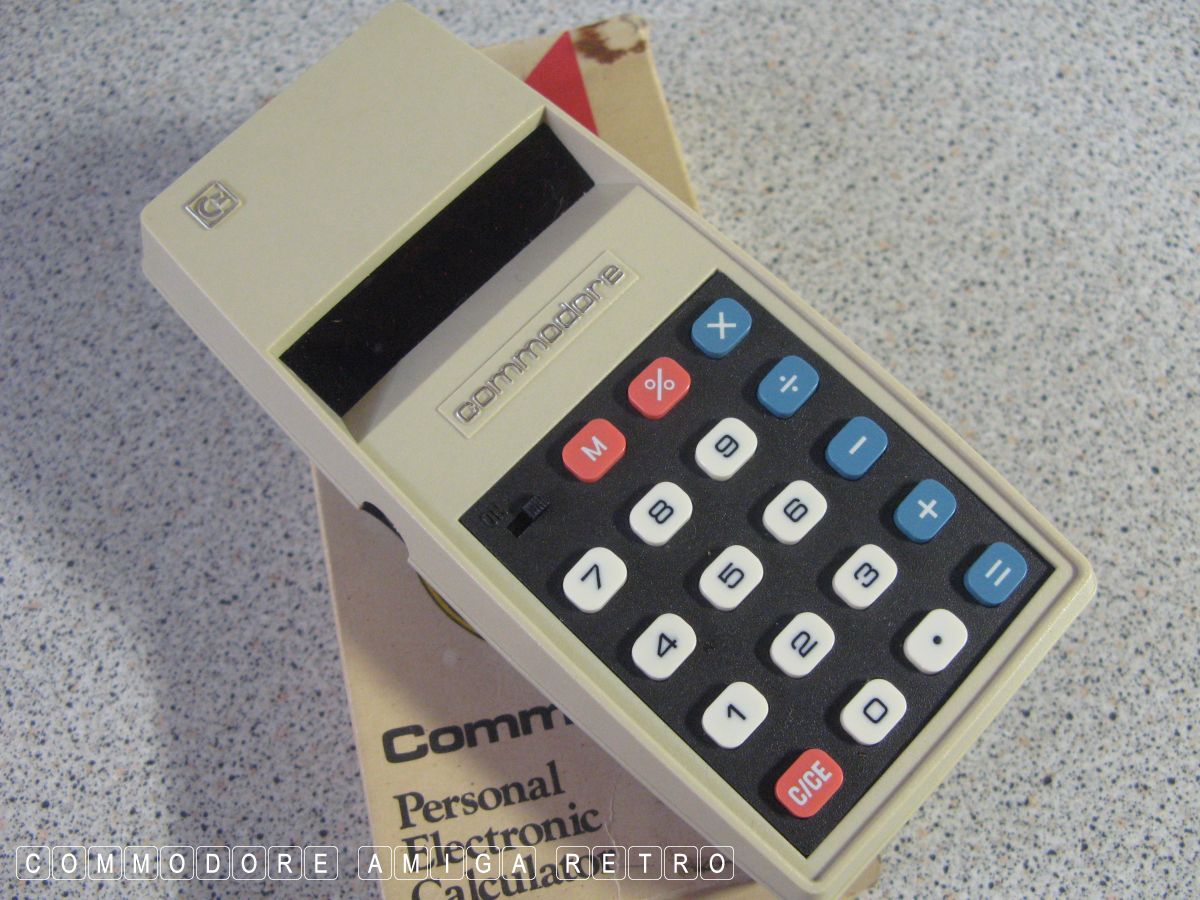 commodore
ON
M % ×
7 8 9 ÷
4 5 6 −
1 2 3 +
C/CE 0 • =
Comm
Personal
Electronic
Calculator
COMMODORE AMIGA RETRO